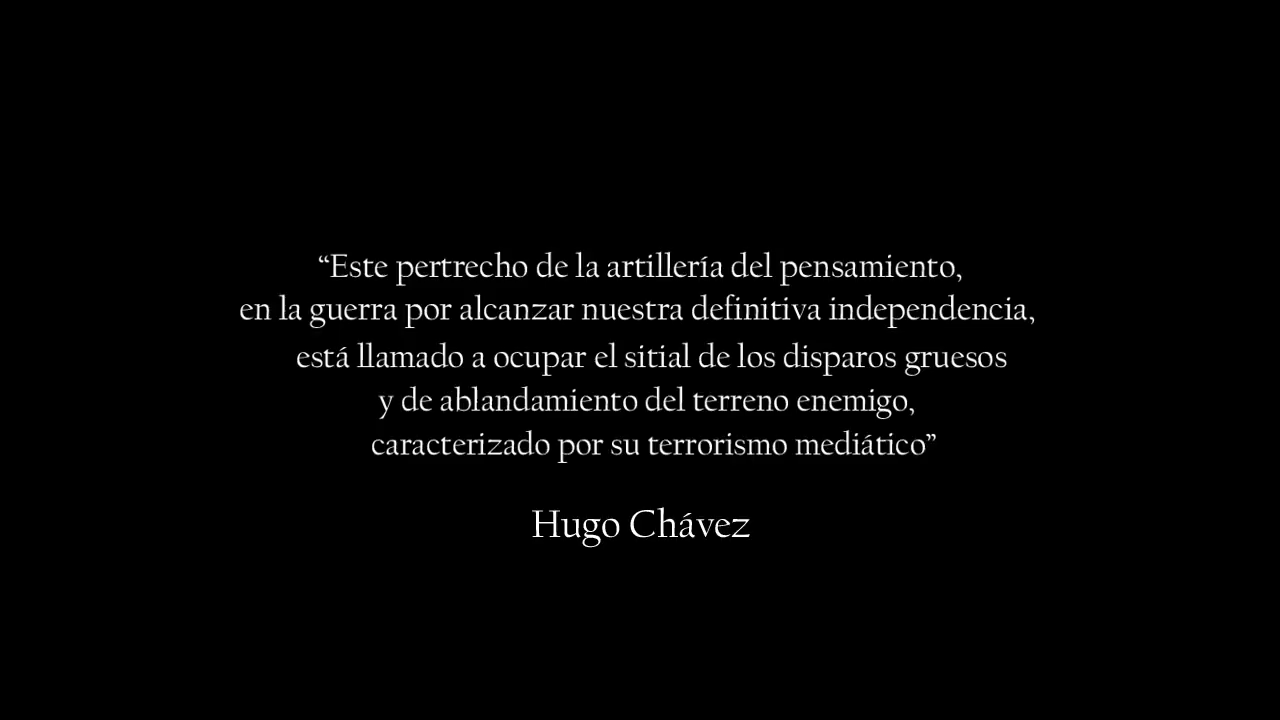 “Este pertrecho de la artillería del pensamiento,
en la guerra por alcanzar nuestra definitiva independencia,
está llamado a ocupar el sitial de los disparos gruesos
y de ablandamiento del terreno enemigo,
caracterizado por su terrorismo mediático”
Hugo Chávez